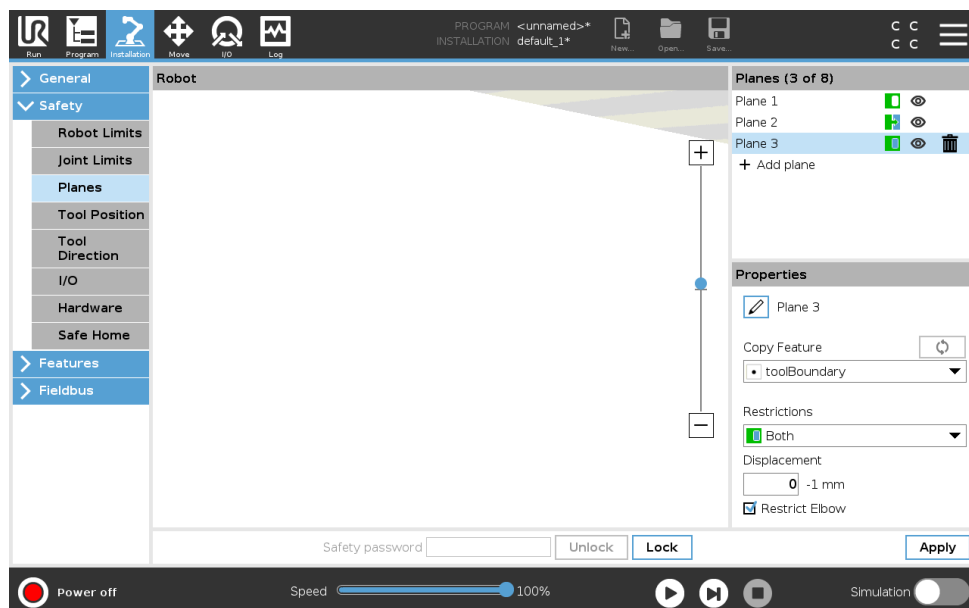 PROGRAM <unnamed>*
INSTALLATION default_1*
UR
Run
Program
Installation
Move
I/O
Log
New...
Open...
Save...
C C
C C
General
Safety
Robot Limits
Joint Limits
Planes
Tool Position
Tool
Direction
I/O
Hardware
Safe Home
Features
Fieldbus
Robot
Planes (3 of 8)
Plane 1
Plane 2
Plane 3
+ Add plane
Properties
Plane 3
Copy Feature
toolBoundary
Restrictions
Both
Displacement
0 -1 mm
Restrict Elbow
Safety password
Unlock
Lock
Apply
Power off
Speed
100%
Simulation